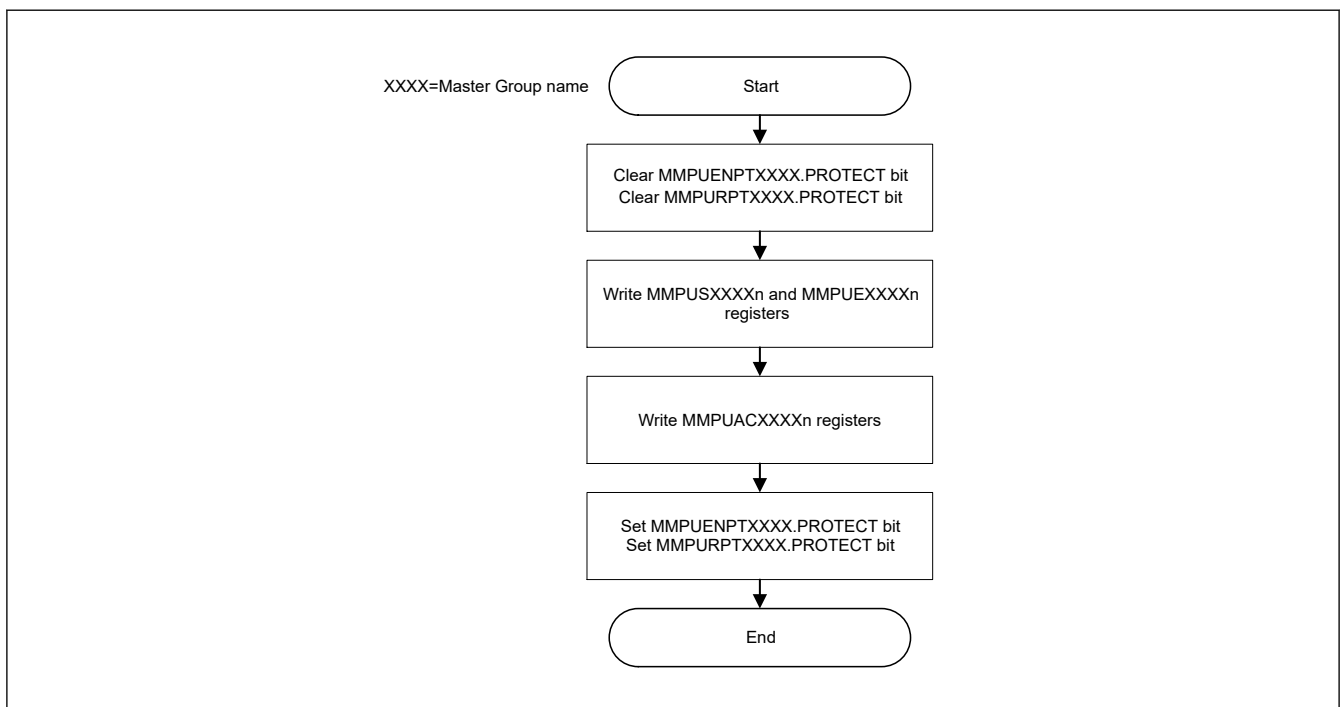 XXXX=Master Group name
Start
Clear MMPUENPTXXXX.PROTECT bit
Clear MMPURPTXXXX.PROTECT bit
Write MMPUSXXXXn and MMPUEXXXXn
registers
Write MMPUACXXXXn registers
Set MMPUENPTXXXX.PROTECT bit
Set MMPURPTXXXX.PROTECT bit
End